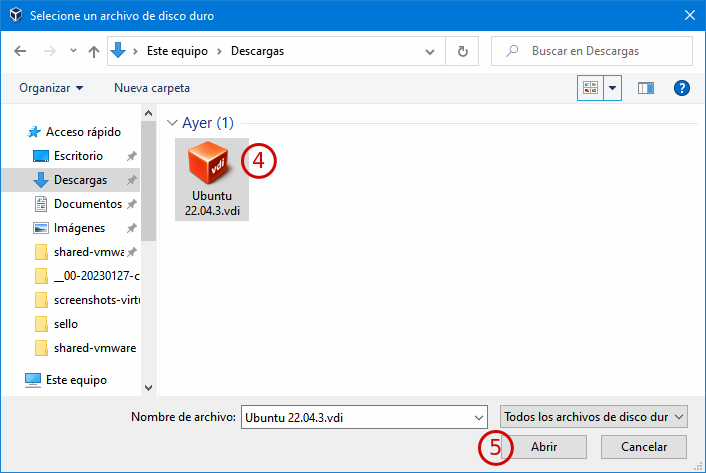 Selecione un archivo de disco duro
Este equipo > Descargas
Buscar en Descargas
Organizar
Nueva carpeta
?
Acceso rápido
Escritorio
Descargas
Documentos
Imágenes
shared-vmware
__00-20230127-c
screenshots-virtu
sello
shared-vmware
Este equipo
Ayer (1)
vdi
4
Ubuntu
22.04.3.vdi
Nombre de archivo:
Ubuntu 22.04.3.vdi
Todos los archivos de disco dur
5
Abrir
Cancelar